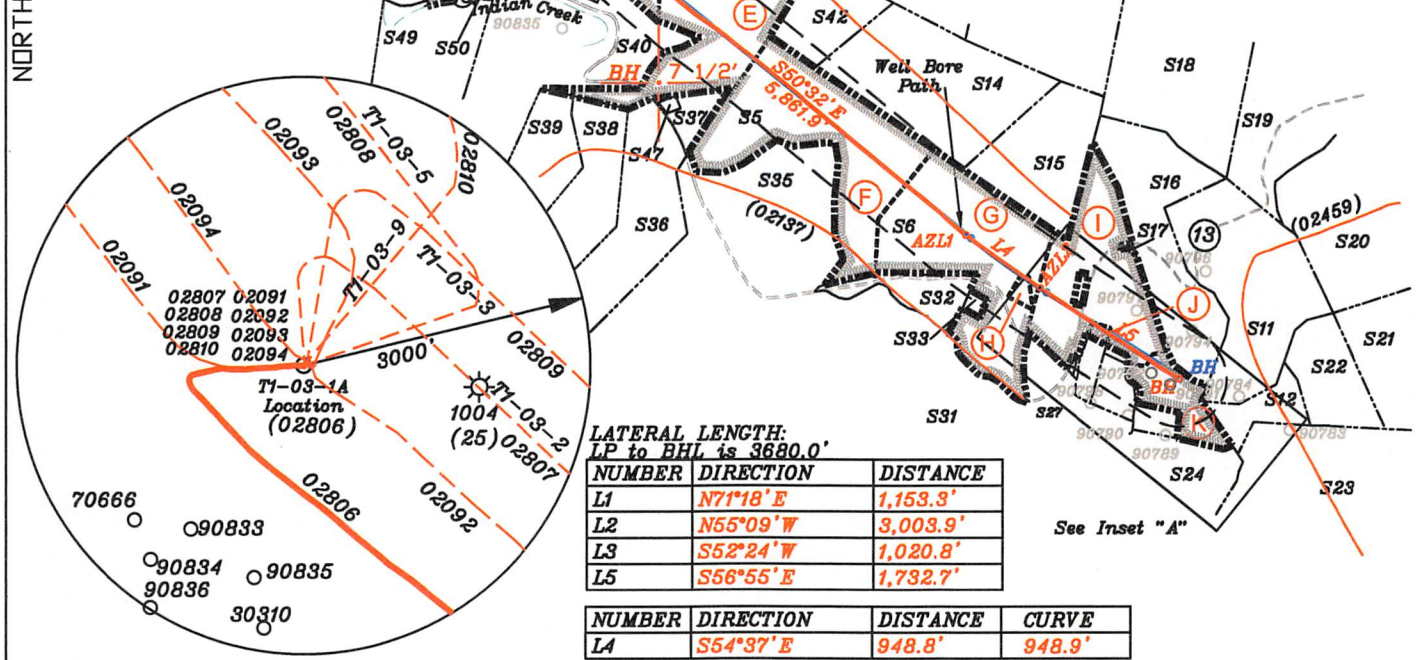 NORTH
Indian Creek
90835
S49
S50
S40
E
S42
BH
7 1/2'
S50°32'E
5,861.9'
Well Bore
Path
S14
S18
S39
S38
S37
S47
S5
S15
S19
S16
S35
(02137)
F
S6
G
I
S17
13
(02459)
S20
S36
AZL1
L4
90798
S32
S33
H
J
L5
S11
S21
S22
BH
BH
S12
S31
S27
90790
90789
K
90784
90783
S24
S23
See Inset "A"
02093
T1-03-5
02808
02810
02094
02091
T1-03-9
T1-03-3
02807 02091
02808 02092
02809 02093
02810 02094
3000'
02809
T1-03-1A
Location
(02806)
1004
(25)
T1-03-2
02807
02806
02092
70666
90833
90834
90836
90835
30310
LATERAL LENGTH:
LP to BHL is 3680.0'
NUMBER DIRECTION DISTANCE
L1 N71°18'E 1,153.3'
L2 N55°09'W 3,003.9'
L3 S52°24'W 1,020.8'
L5 S56°55'E 1,732.7'
NUMBER DIRECTION DISTANCE CURVE
L4 S54°37'E 948.8' 948.9'